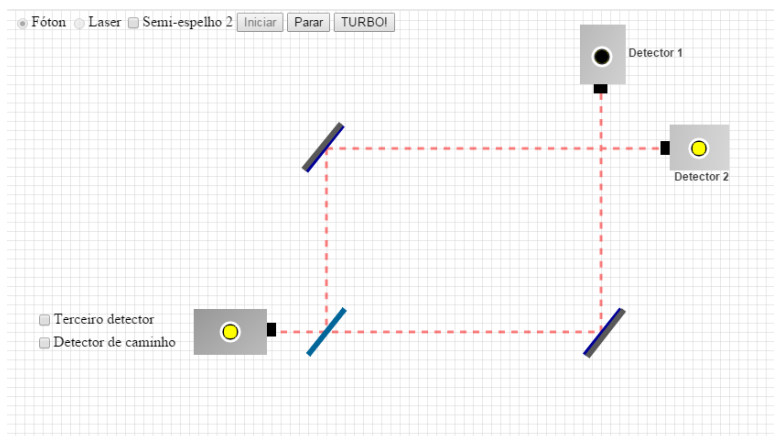 Fóton Laser Semi-espelho 2 Iniciar Parar TURBO!
Detector 1
Detector 2
Terceiro detector
Detector de caminho